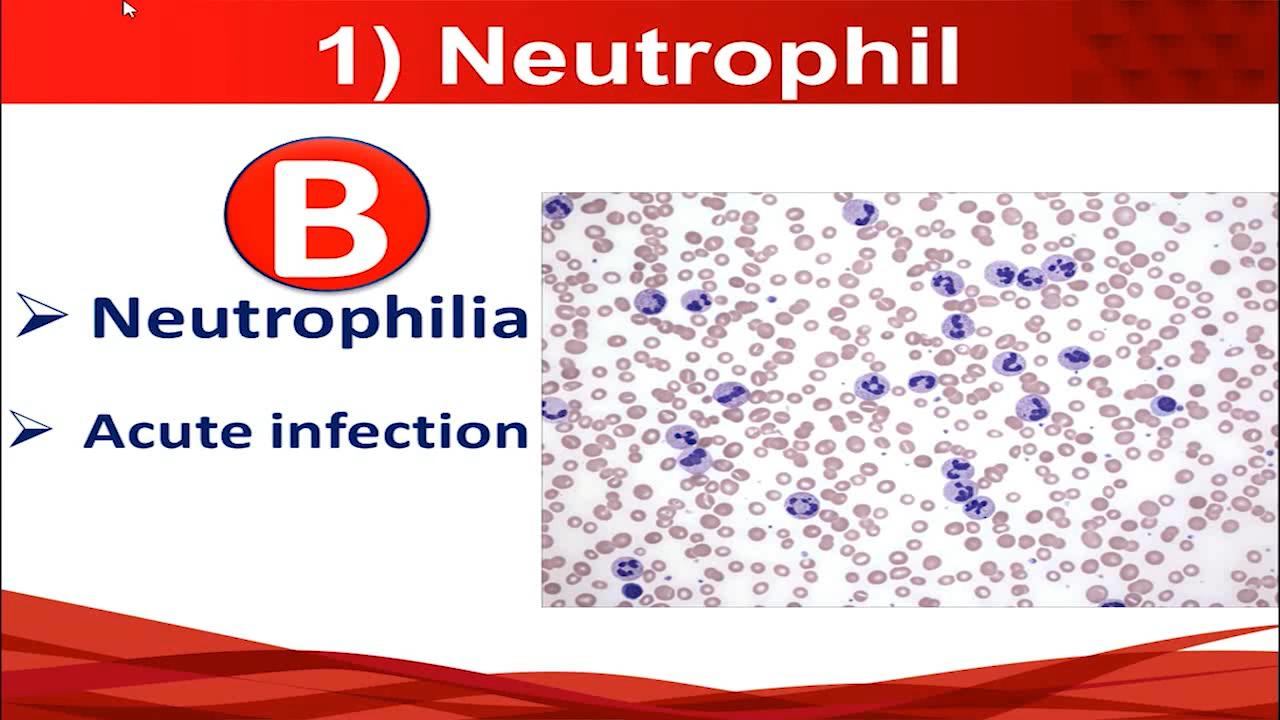 1) Neutrophil
B
➢ Neutrophilia
➢ Acute infection